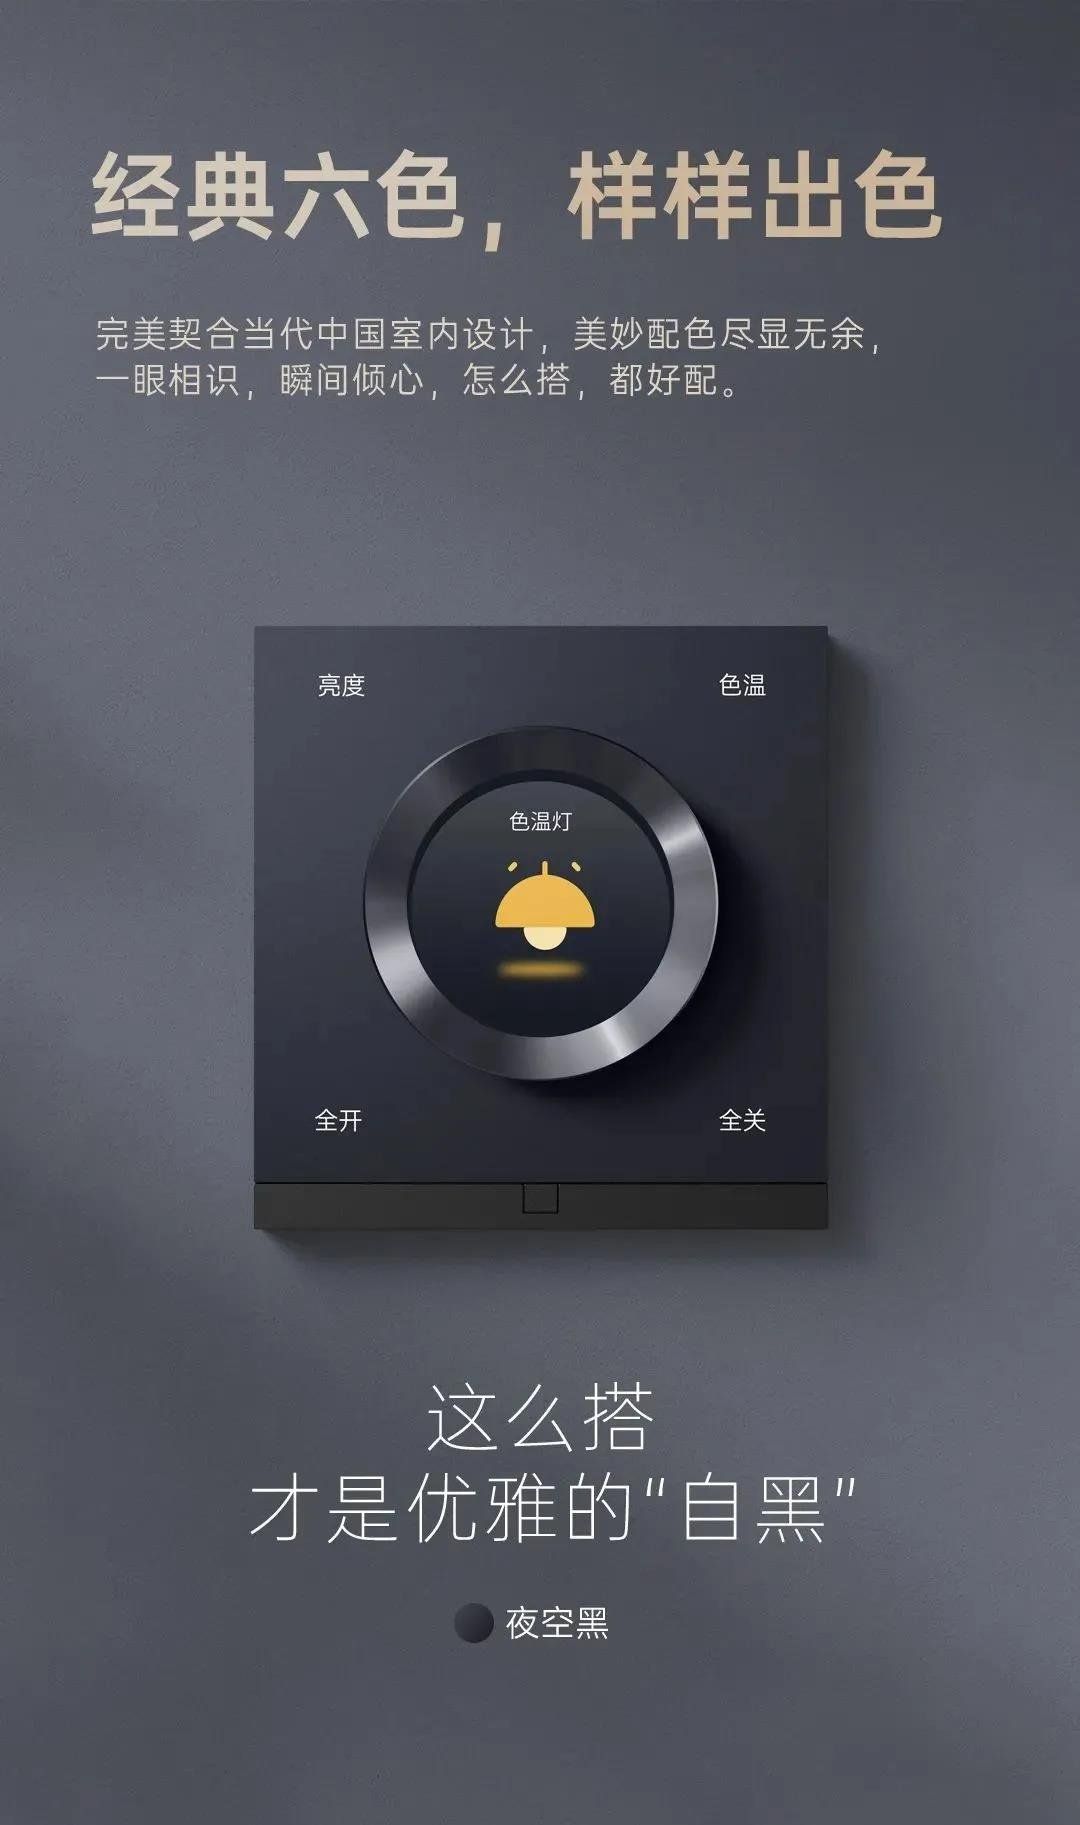 经典六色，样样出色
完美契合当代中国室内设计，美妙配色尽显无余，
一眼相识，瞬间倾心，怎么搭，都好配。
亮度
色温
色温灯
全开
全关
这么搭
才是优雅的“自黑”
夜空黑